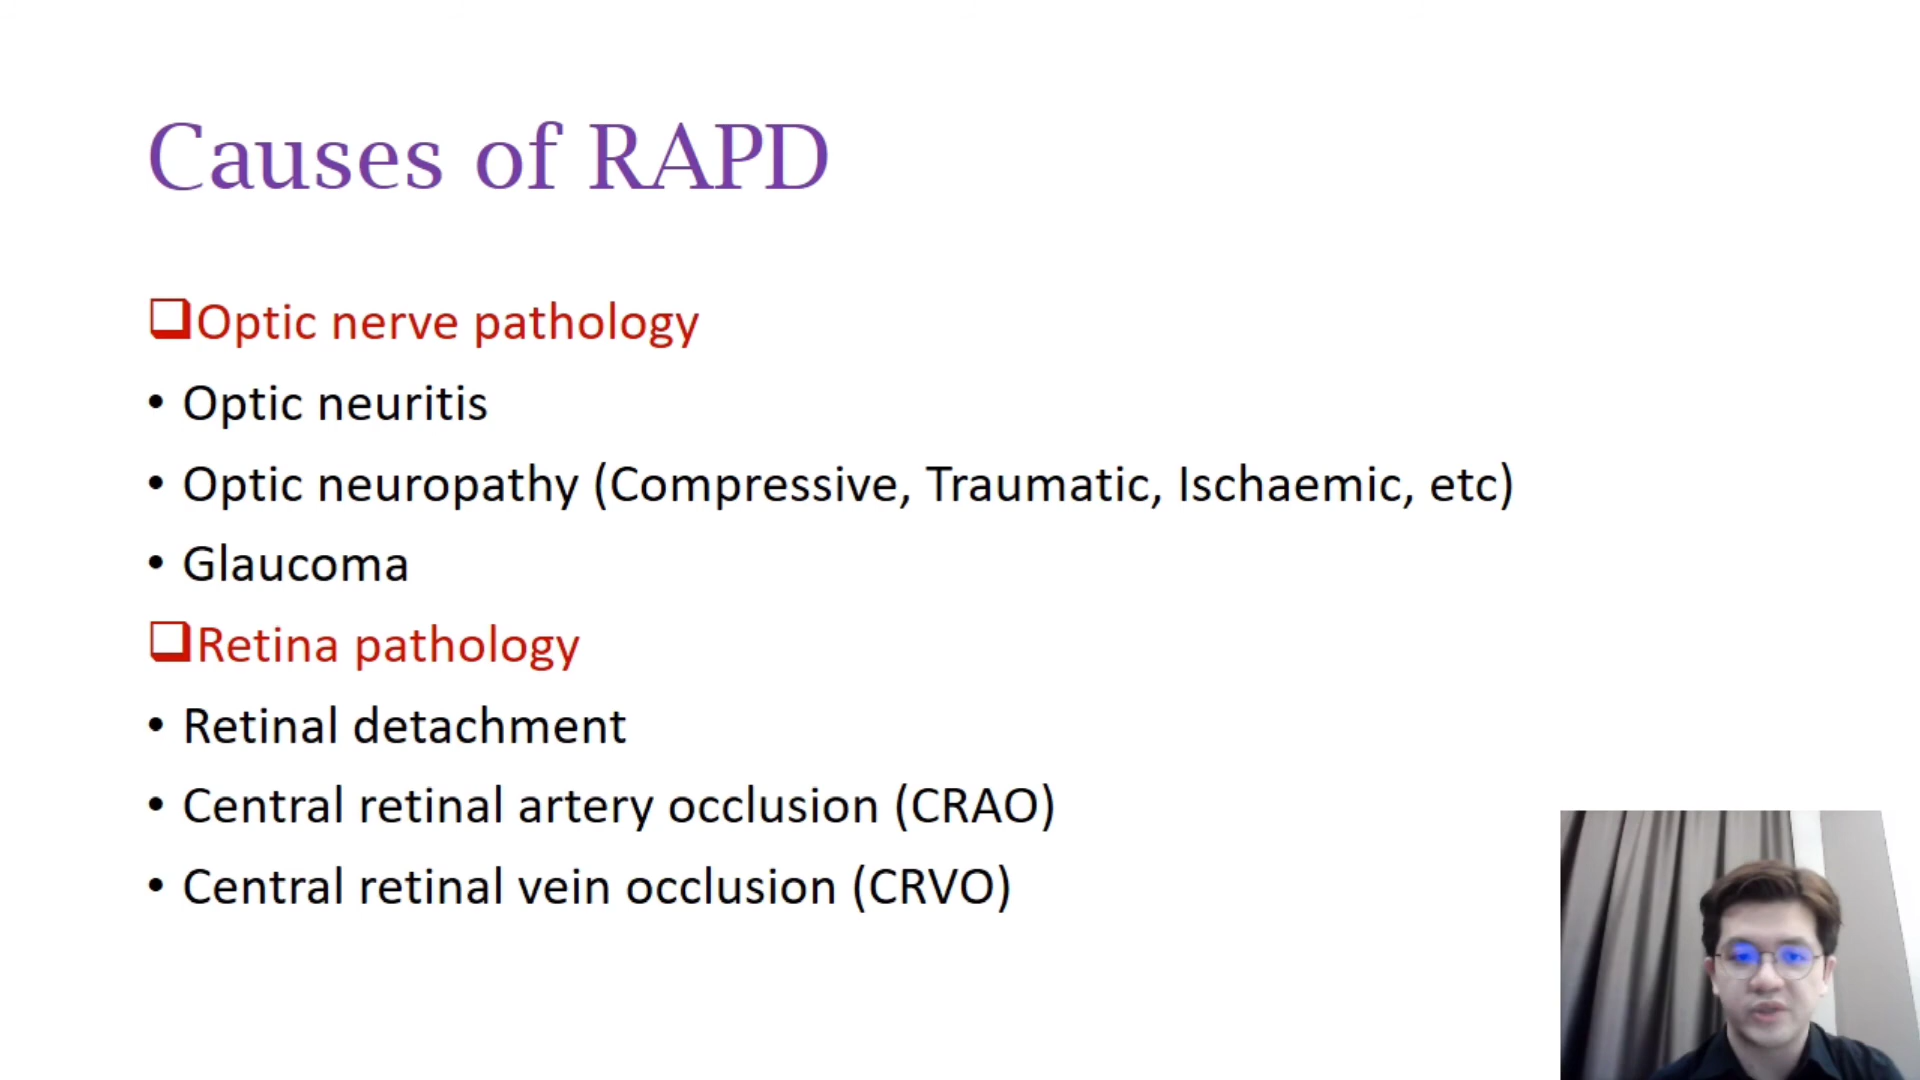 Causes of RAPD
❑Optic nerve pathology
• Optic neuritis
• Optic neuropathy (Compressive, Traumatic, Ischaemic, etc)
• Glaucoma
❑Retina pathology
• Retinal detachment
• Central retinal artery occlusion (CRAO)
• Central retinal vein occlusion (CRVO)